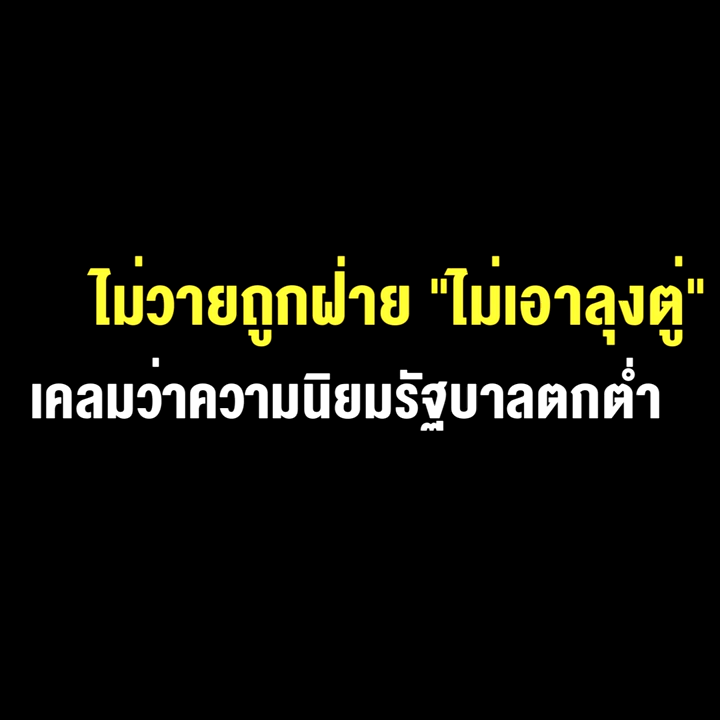 ไม่วายถูกฝ่าย "ไม่เอาลุงตู่"
เคลมว่าความนิยมรัฐบาลตกต่ำ